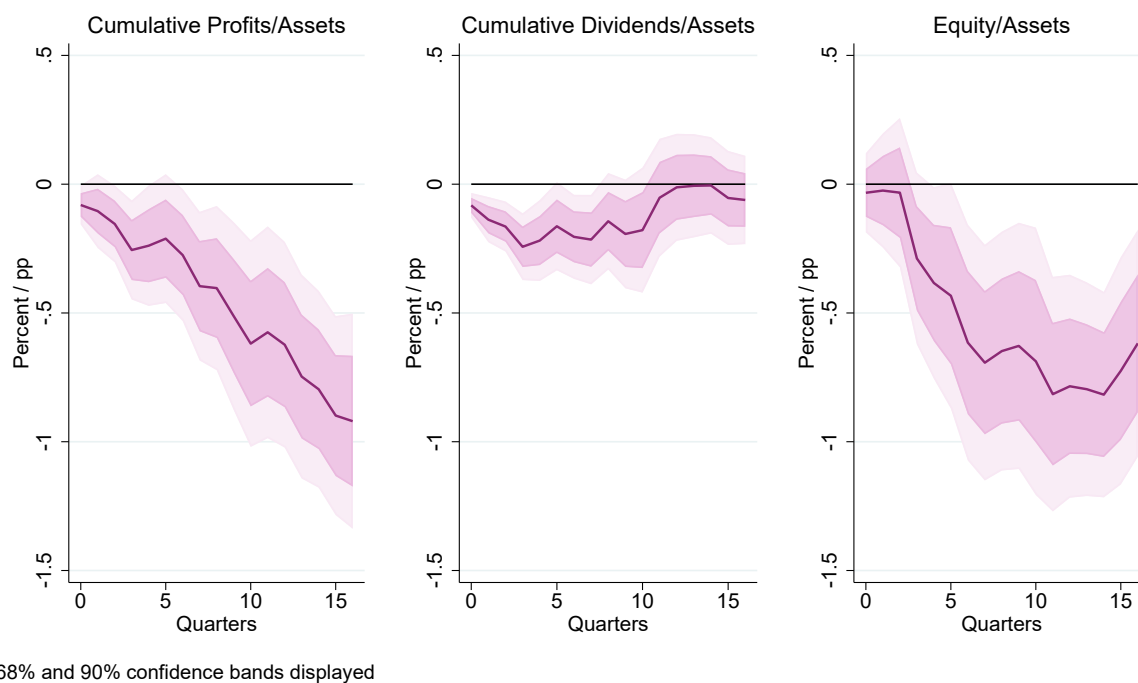 Cumulative Profits/Assets
Cumulative Dividends/Assets
Equity/Assets
.5
0
-.5
-1
-1.5
Percent / pp
0 5 10 15
Quarters
.5
0
-.5
-1
-1.5
Percent / pp
0 5 10 15
Quarters
.5
0
-.5
-1
-1.5
Percent / pp
0 5 10 15
Quarters
68% and 90% confidence bands displayed